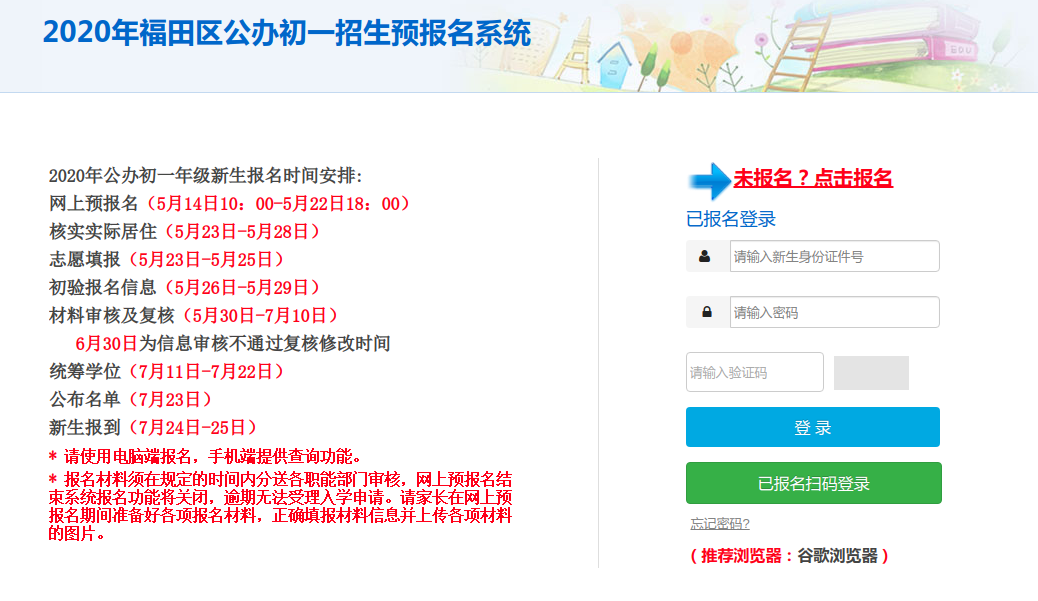 2020年福田区公办初一招生预报名系统
EDU
2020年公办初一年级新生报名时间安排:
网上预报名（5月14日10：00-5月22日18：00）
核实实际居住（5月23日-5月28日）
志愿填报（5月23日-5月25日）
初验报名信息（5月26日-5月29日）
材料审核及复核（5月30日-7月10日）
6月30日为信息审核不通过复核修改时间
统筹学位（7月11日-7月22日）
公布名单（7月23日）
新生报到（7月24日-25日）
* 请使用电脑端报名，手机端提供查询功能。
* 报名材料须在规定的时间内分送各职能部门审核，网上预报名结
束系统报名功能将关闭，逾期无法受理入学申请。请家长在网上预
报名期间准备好各项报名材料，正确填报材料信息并上传各项材料
的图片。
未报名？点击报名
已报名登录
请输入新生身份证件号
请输入密码
请输入验证码
登 录
已报名扫码登录
忘记密码?
（推荐浏览器：谷歌浏览器）